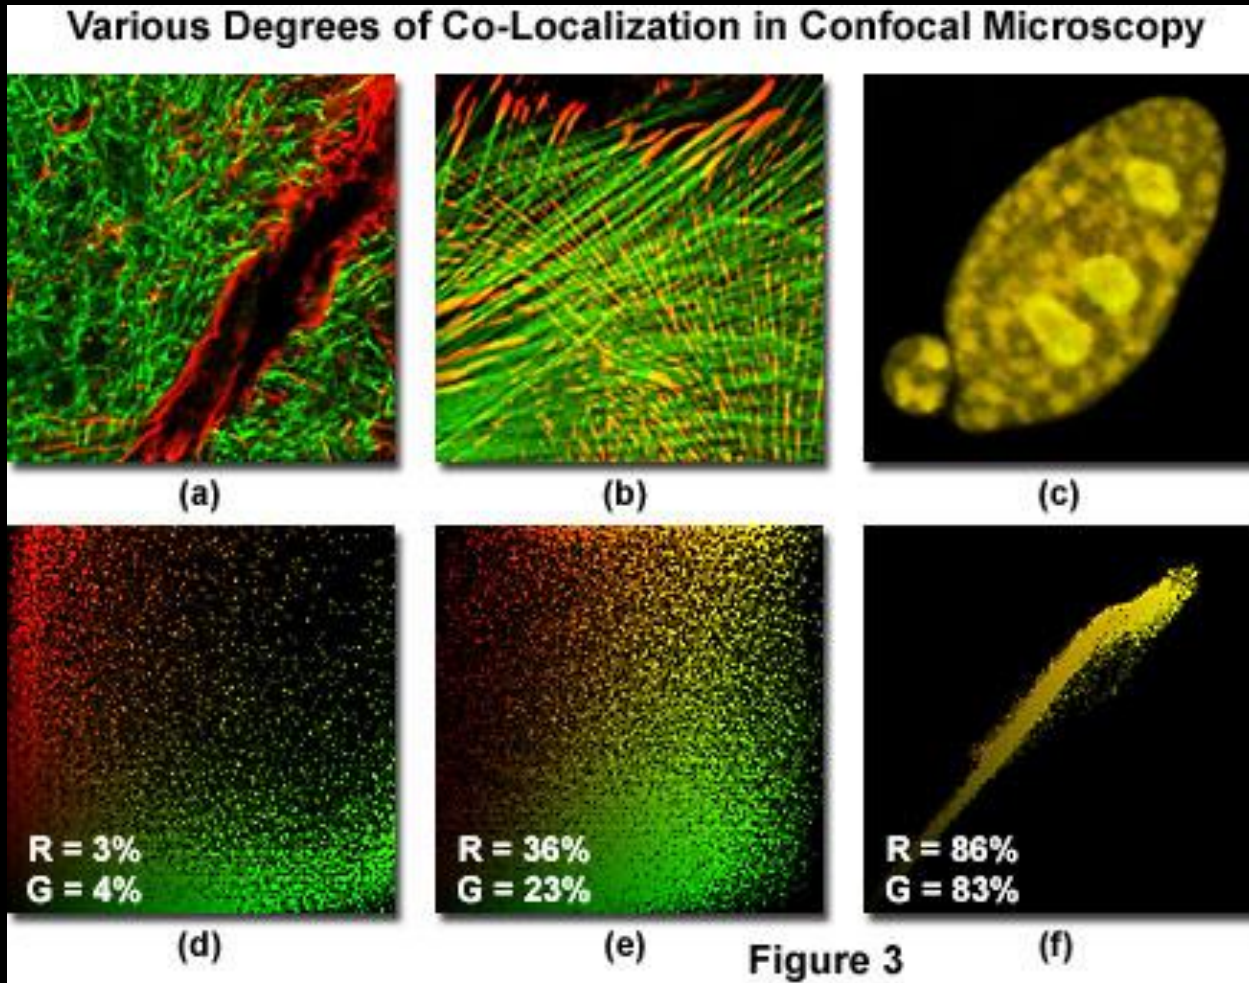 Various Degrees of Co-Localization in Confocal Microscopy
(a) (b) (c)
R = 3%
G = 4%
R = 36%
G = 23%
R = 86%
G = 83%
(d) (e) (f)
Figure 3